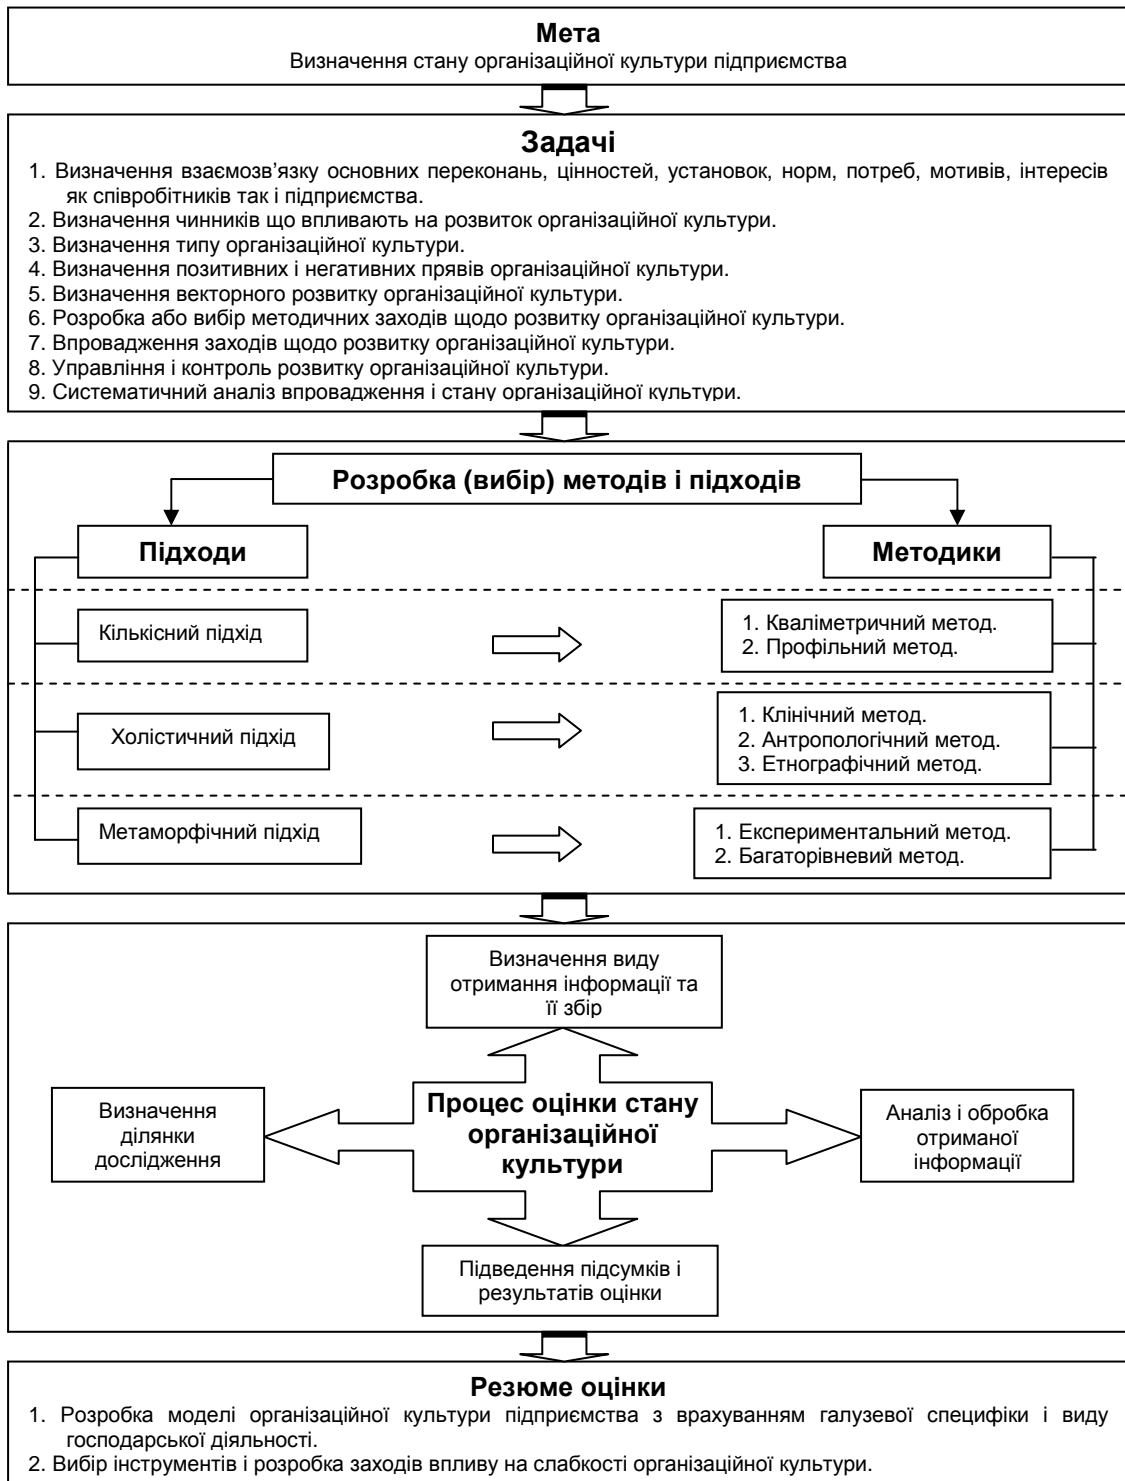 Мета
Визначення стану організаційної культури підприємства
Задачі
1. Визначення взаємозв’язку основних переконань, цінностей, установок, норм, потреб, мотивів, інтересів
як співробітників так і підприємства.
2. Визначення чинників що впливають на розвиток організаційної культури.
3. Визначення типу організаційної культури.
4. Визначення позитивних і негативних прявів організаційної культури.
5. Визначення векторного розвитку організаційної культури.
6. Розробка або вибір методичних заходів щодо розвитку організаційної культури.
7. Впровадження заходів щодо розвитку організаційної культури.
8. Управління і контроль розвитку організаційної культури.
9. Систематичний аналіз впровадження і стану організаційної культури.
Розробка (вибір) методів і підходів
Підходи
Методики
Кількісний підхід
1. Кваліметричний метод.
2. Профільний метод.
Холістичний підхід
1. Клінічний метод.
2. Антропологічний метод.
3. Етнографічний метод.
Метаморфічний підхід
1. Експериментальний метод.
2. Багаторівневий метод.
Визначення виду
отримання інформації та
її збір
Визначення
ділянки
дослідження
Процес оцінки стану
організаційної
культури
Аналіз і обробка
отриманої
інформації
Підведення підсумків і
результатів оцінки
Резюме оцінки
1. Розробка моделі організаційної культури підприємства з врахуванням галузевої специфіки і виду
господарської діяльності.
2. Вибір інструментів і розробка заходів впливу на слабкості організаційної культури.